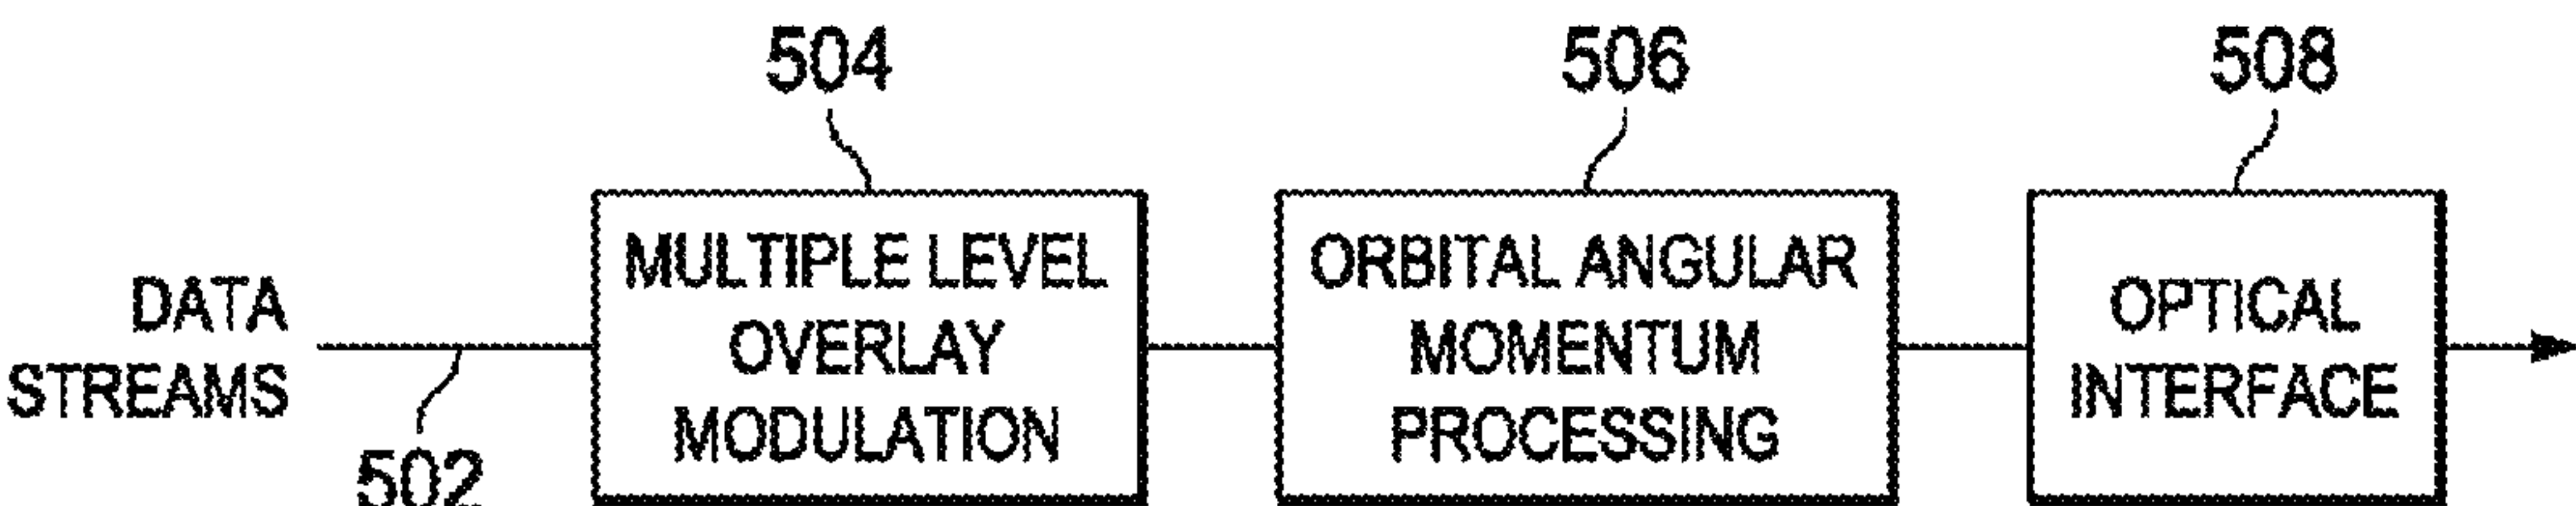 504
506
508
DATA
STREAMS
502
MULTIPLE LEVEL
OVERLAY
MODULATION
ORBITAL ANGULAR
MOMENTUM
PROCESSING
OPTICAL
INTERFACE